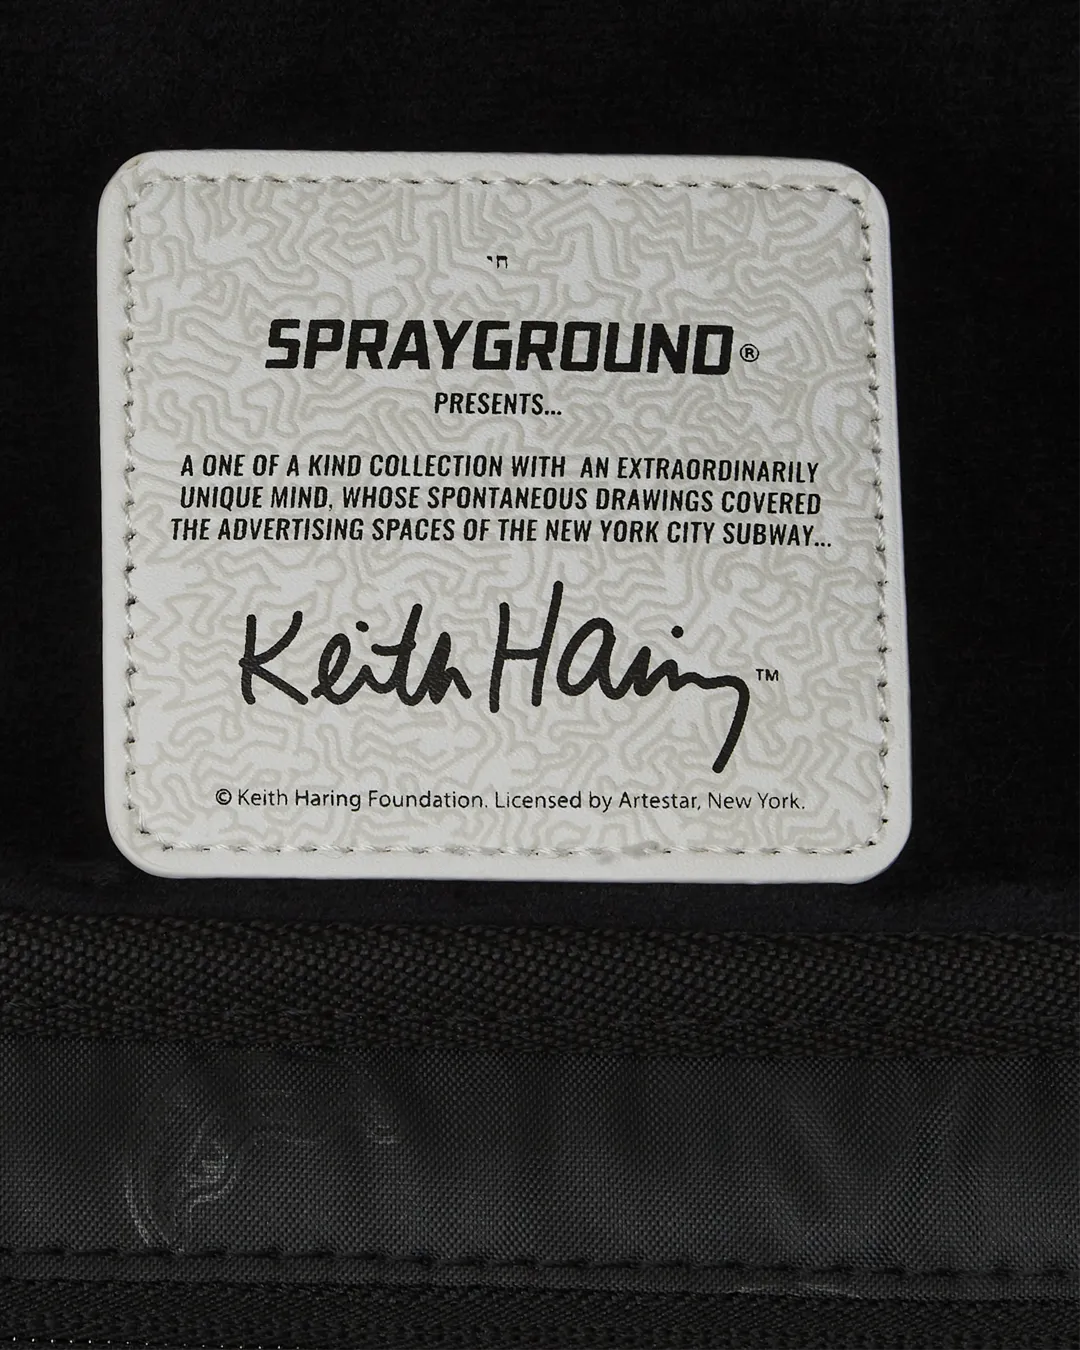 חי
SPRAYGROUND®
PRESENTS...
A ONE OF A KIND COLLECTION WITH AN EXTRAORDINARILY
UNIQUE MIND, WHOSE SPONTANEOUS DRAWINGS COVERED
THE ADVERTISING SPACES OF THE NEW YORK CITY SUBWAY...
Keith Haring™
© Keith Haring Foundation. Licensed by Artestar, New York.